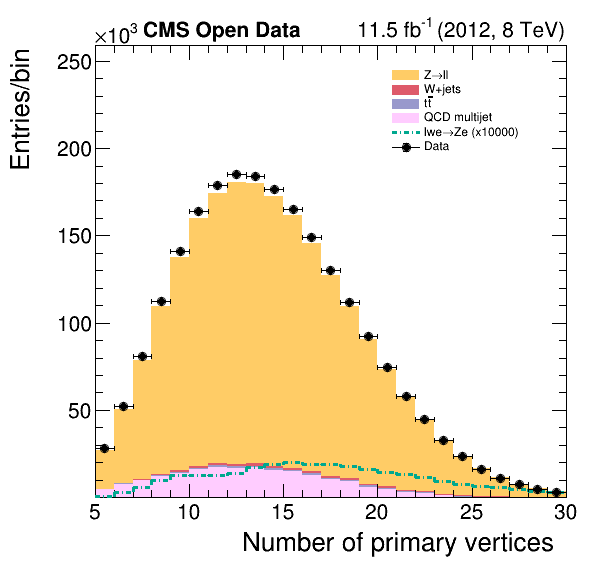 ×10³ CMS Open Data 11.5 fb⁻¹ (2012, 8 TeV)
Entries/bin
250
200
150
100
50
Z→ll
W+jets
tt̄
QCD multijet
lwe→Ze (x10000)
Data
5 10 15 20 25 30
Number of primary vertices